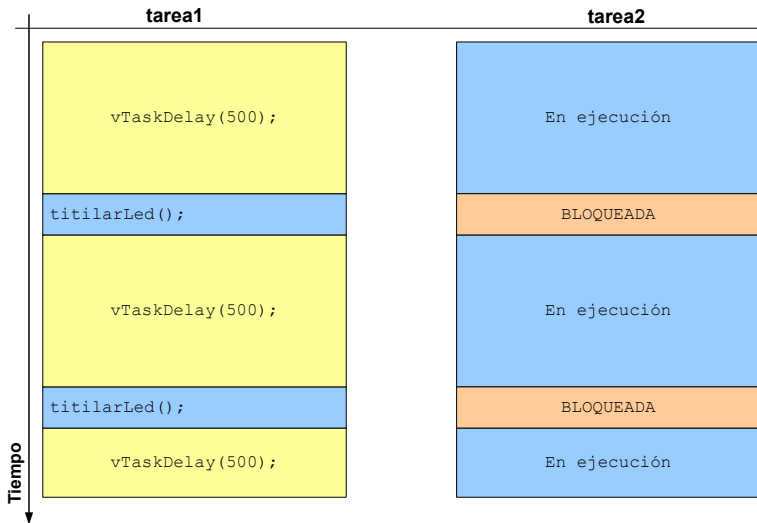 tarea1 tarea2
vTaskDelay(500); En ejecución
titilarLed(); BLOQUEADA
vTaskDelay(500); En ejecución
titilarLed(); BLOQUEADA
vTaskDelay(500); En ejecución
Tiempo